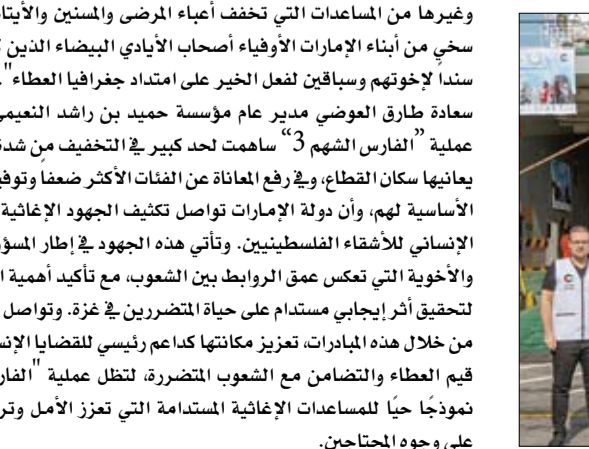 وغيرها من المساعدات التي تخفف أعباء المرضى والمسنين والأيتا
سخي من أبناء الإمارات الأوفياء أصحاب الأيادي البيضاء الذين
سندا لإخوتهم وسباقين لفعل الخير على امتداد جغرافيا العطاء".
سعادة طارق العوضي مدير عام مؤسسة حميد بن راشد النعيمي
عملية "الفارس الشهم 3" ساهمت لحد كبير في التخفيف من شدة
يعانيها سكان القطاع، وفي رفع المعاناة عن الفئات الأكثر ضعفاً وتوفي
الأساسية لهم، وأن دولة الإمارات تواصل تكثيف الجهود الإغاثية
الإنساني للأشقاء الفلسطينيين. وتأتي هذه الجهود في إطار المسؤ
والأخوية التي تعكس عمق الروابط بين الشعوب، مع تأكيد أهمية ا
لتحقيق أثر إيجابي مستدام على حياة المتضررين في غزة. وتواصل
من خلال هذه المبادرات، تعزيز مكانتها كداعم رئيسي للقضايا الإنس
قيم العطاء والتضامن مع الشعوب المتضررة، لتظل عملية "الفار
نموذجًا حيًا للمساعدات الإغاثية المستدامة التي تعزز الأمل وتر
على وجوه المحتاجين.